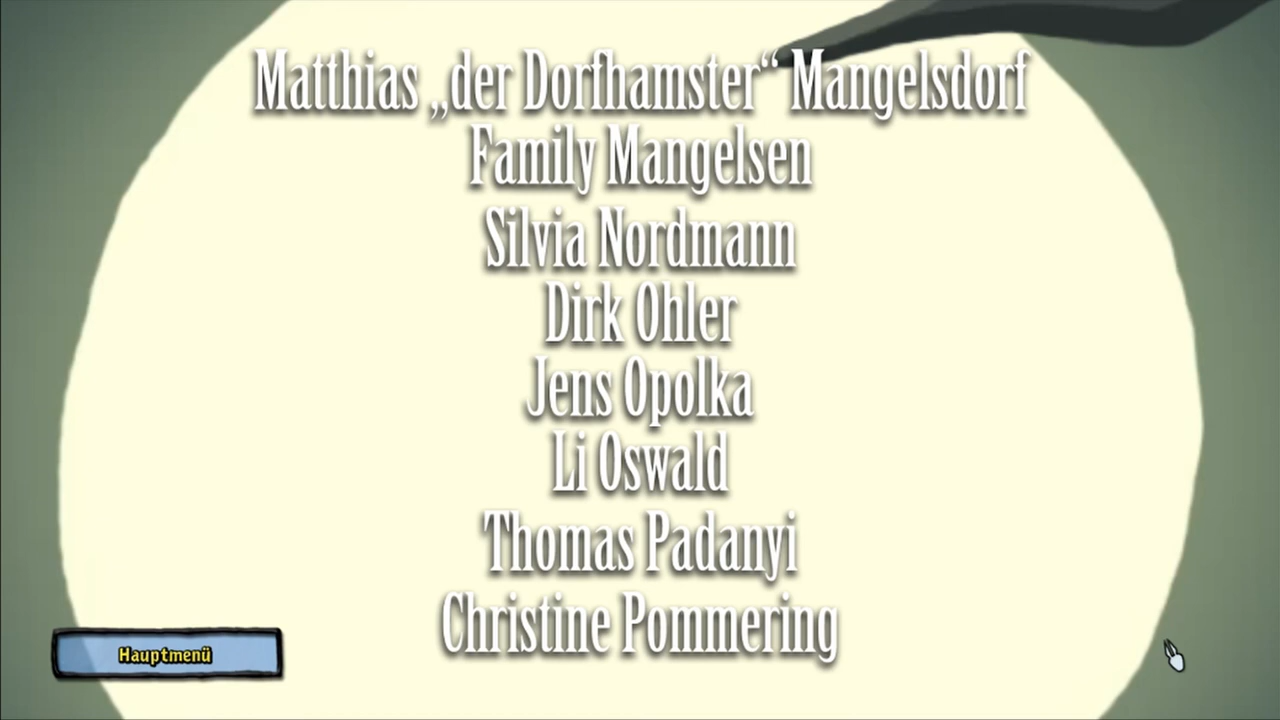 Matthias „der Dorfhamster“ Mangelsdorf
Family Mangelsen
Silvia Nordmann
Dirk Ohler
Jens Opolka
Li Oswald
Thomas Padanyi
Christine Pommering
Hauptmenü